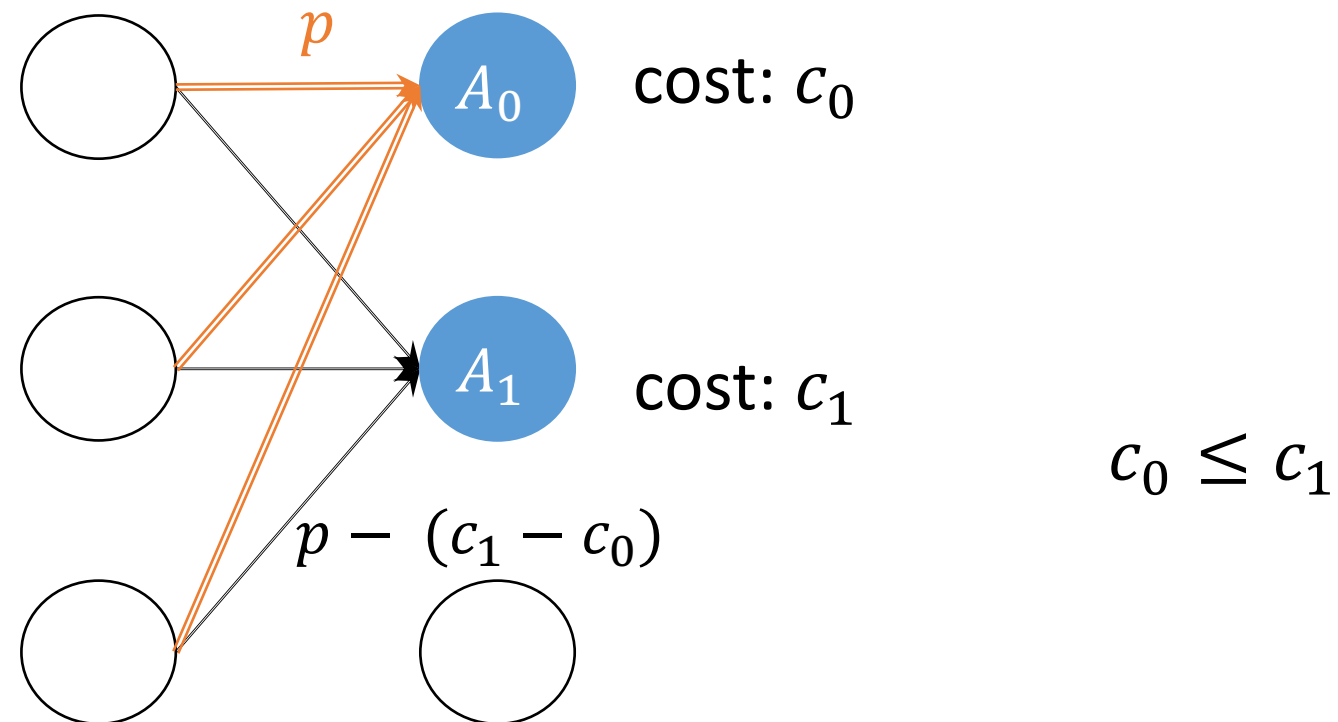 p
A₀ cost: c₀
A₁ cost: c₁
c₀ ≤ c₁
p − (c₁ − c₀)